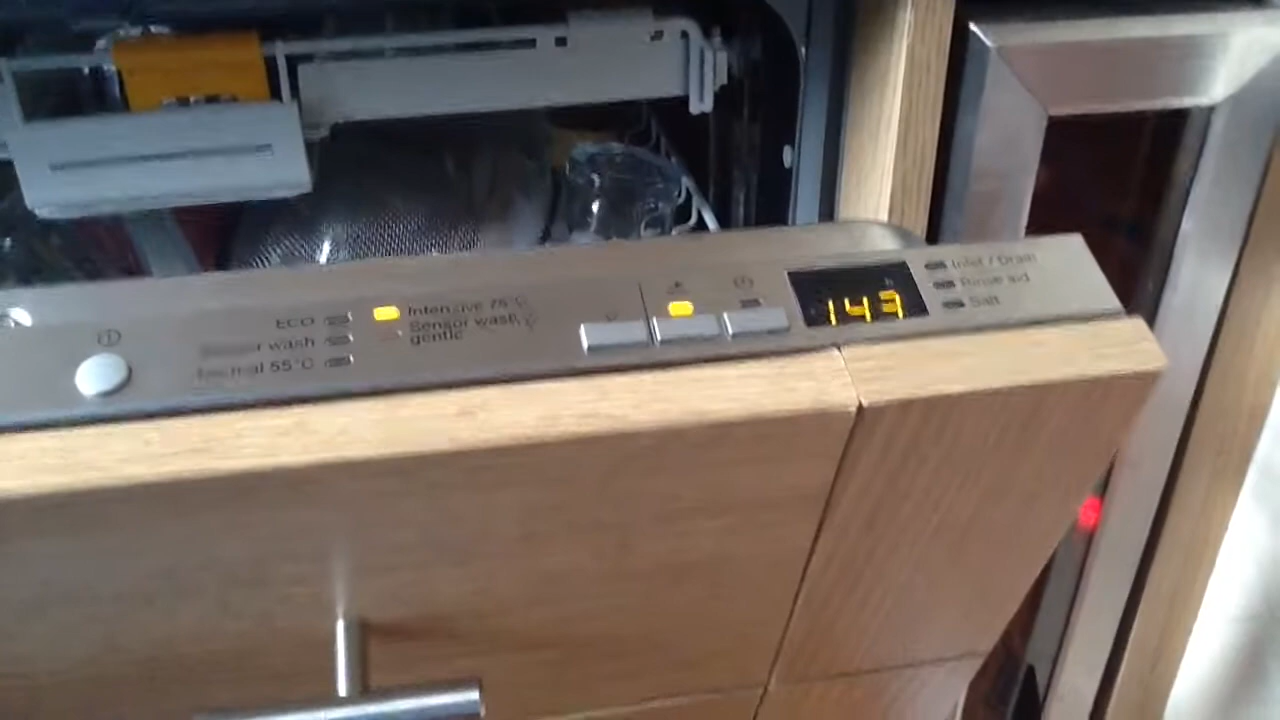 ECO
wash
Normal 55°C
Intensive 75°C
Sensor wash
gentle
1:43
Inlet / Drain
Rinse aid
Salt